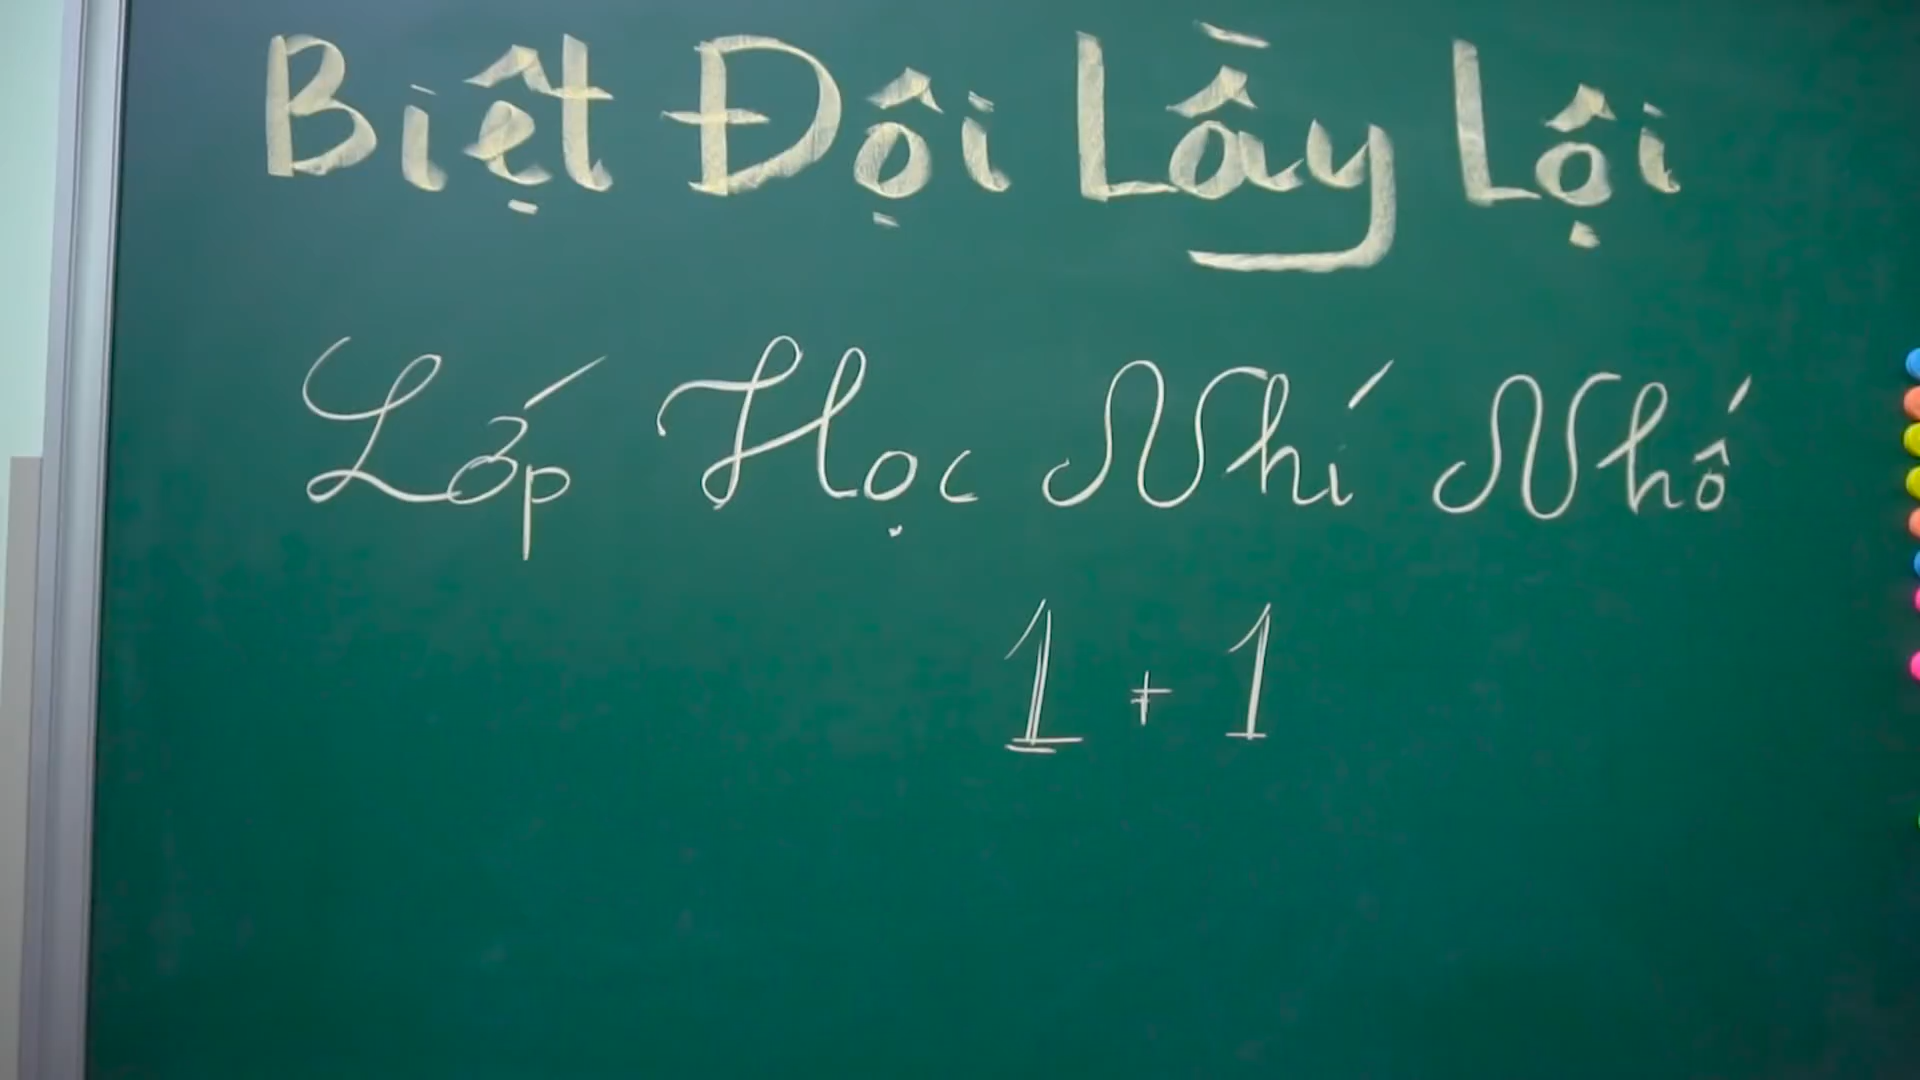 Biệt Đội Lầy Lội
Lớp Học Nhí Nhố
1 + 1